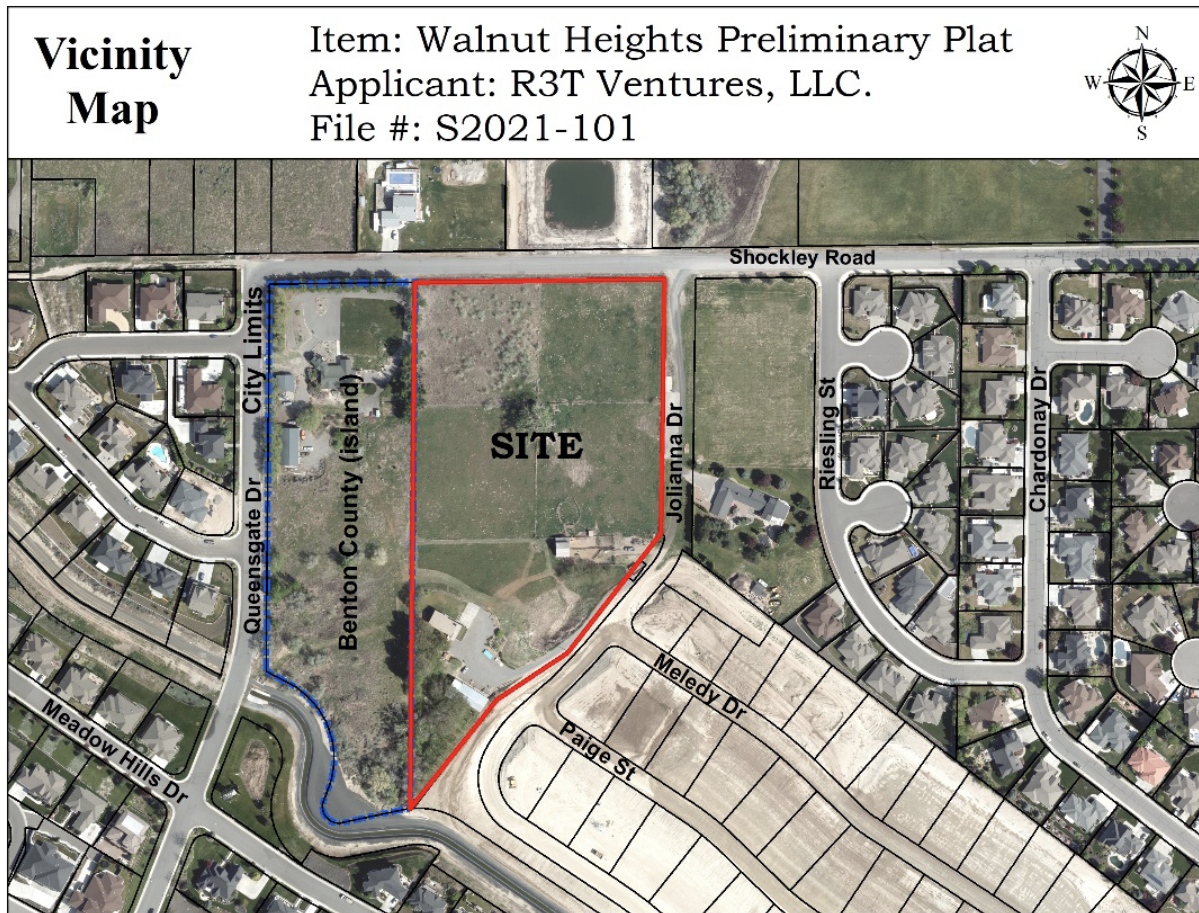 Vicinity
Map
Item: Walnut Heights Preliminary Plat
Applicant: R3T Ventures, LLC.
File #: S2021-101
N
W
E
S
Shockley Road
City Limits
Queensgate Dr
Benton County (island)
SITE
Jolianna Dr
Riesling St
Chardonay Dr
Meledy Dr
Paige St
Meadow Hills Dr